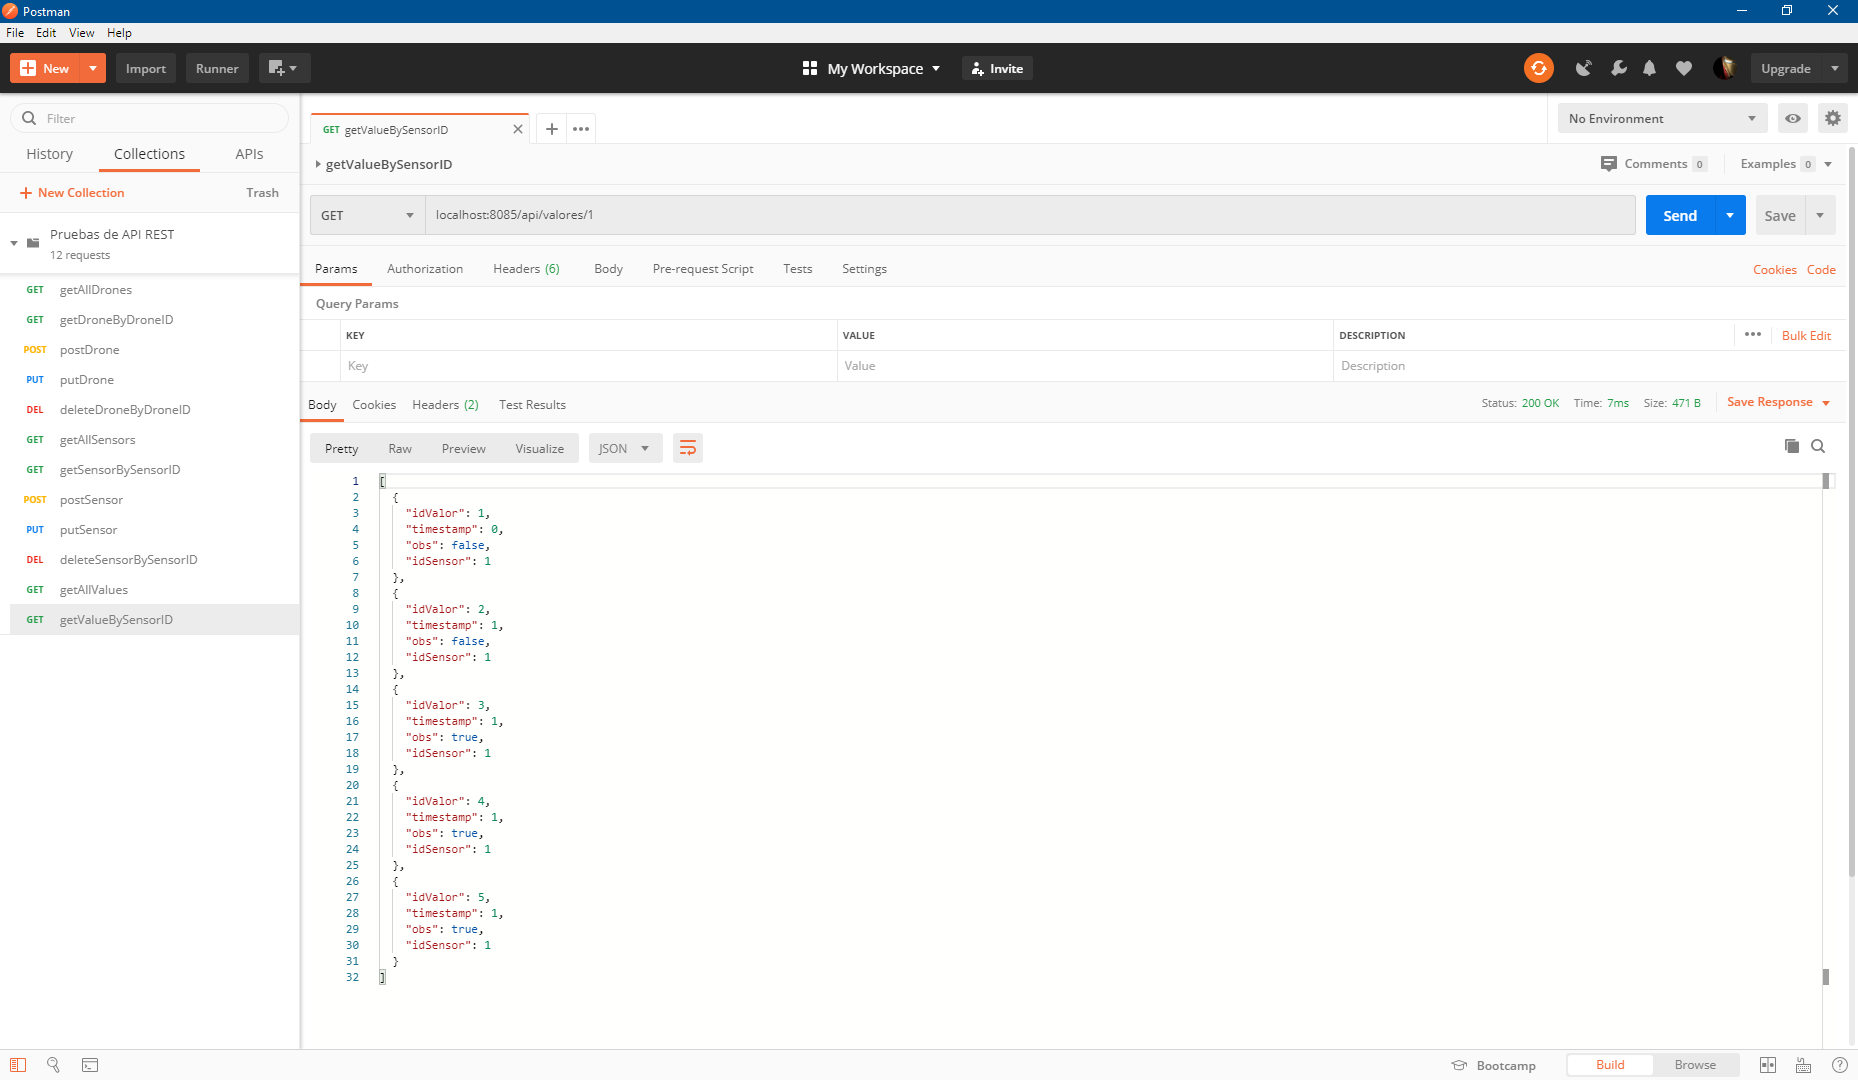 Postman
File Edit View Help
New Import Runner My Workspace Invite Upgrade
Filter
History Collections APIs
New Collection Trash
Pruebas de API REST
12 requests
GET getAllDrones
GET getDroneByDroneID
POST postDrone
PUT putDrone
DEL deleteDroneByDroneID
GET getAllSensors
GET getSensorBySensorID
POST postSensor
PUT putSensor
DEL deleteSensorBySensorID
GET getAllValues
GET getValueBySensorID
GET getValueBySensorID No Environment
getValueBySensorID Comments 0 Examples 0
GET localhost:8085/api/valores/1 Send Save
Params Authorization Headers (6) Body Pre-request Script Tests Settings Cookies Code
Query Params
KEY VALUE DESCRIPTION Bulk Edit
Key Value Description
Body Cookies Headers (2) Test Results Status: 200 OK Time: 7ms Size: 471 B Save Response
Pretty Raw Preview Visualize JSON
1 [
2 {
3 "idValor": 1,
4 "timestamp": 0,
5 "obs": false,
6 "idSensor": 1
7 },
8 {
9 "idValor": 2,
10 "timestamp": 1,
11 "obs": false,
12 "idSensor": 1
13 },
14 {
15 "idValor": 3,
16 "timestamp": 1,
17 "obs": true,
18 "idSensor": 1
19 },
20 {
21 "idValor": 4,
22 "timestamp": 1,
23 "obs": true,
24 "idSensor": 1
25 },
26 {
27 "idValor": 5,
28 "timestamp": 1,
29 "obs": true,
30 "idSensor": 1
31 }
32 ]
Bootcamp Build Browse